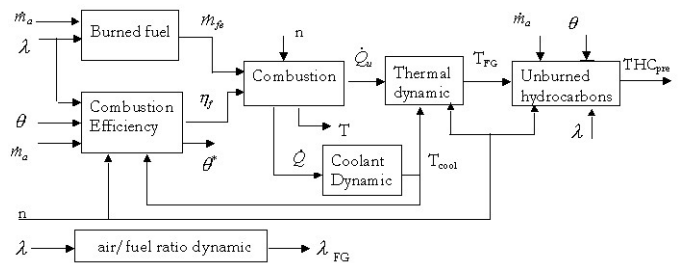 ṁa
λ
Burned fuel
ṁfe
n
Combustion
Q̇u
Thermal
dynamic
TFG
ṁa
θ
Unburned
hydrocarbons
THCpre
λ
Combustion
Efficiency
ηf
θ
ṁa
θ*
T
Q̇
Coolant
Dynamic
Tcool
n
λ
air/fuel ratio dynamic
λ FG